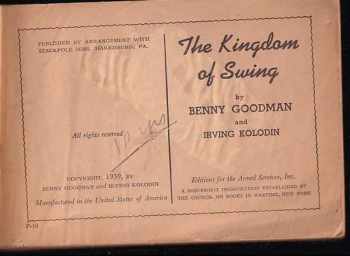 PUBLISHED BY ARRANGEMENT WITH
STACKPOLE SONS, HARRISBURG, PA.
All rights reserved
COPYRIGHT, 1939, BY
BENNY GOODMAN AND IRVING KOLODIN
Manufactured in the United States of America
P-10
The Kingdom
of Swing
by
BENNY GOODMAN
and
IRVING KOLODIN
Editions for the Armed Services, Inc.
A NON-PROFIT ORGANIZATION ESTABLISHED BY
THE COUNCIL ON BOOKS IN WARTIME, NEW YORK